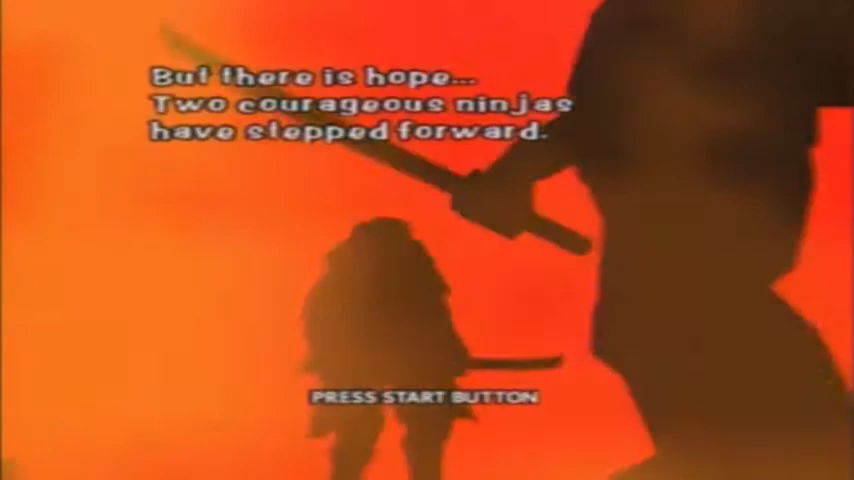 But there is hope...
Two courageous ninjas
have stepped forward.
PRESS START BUTTON